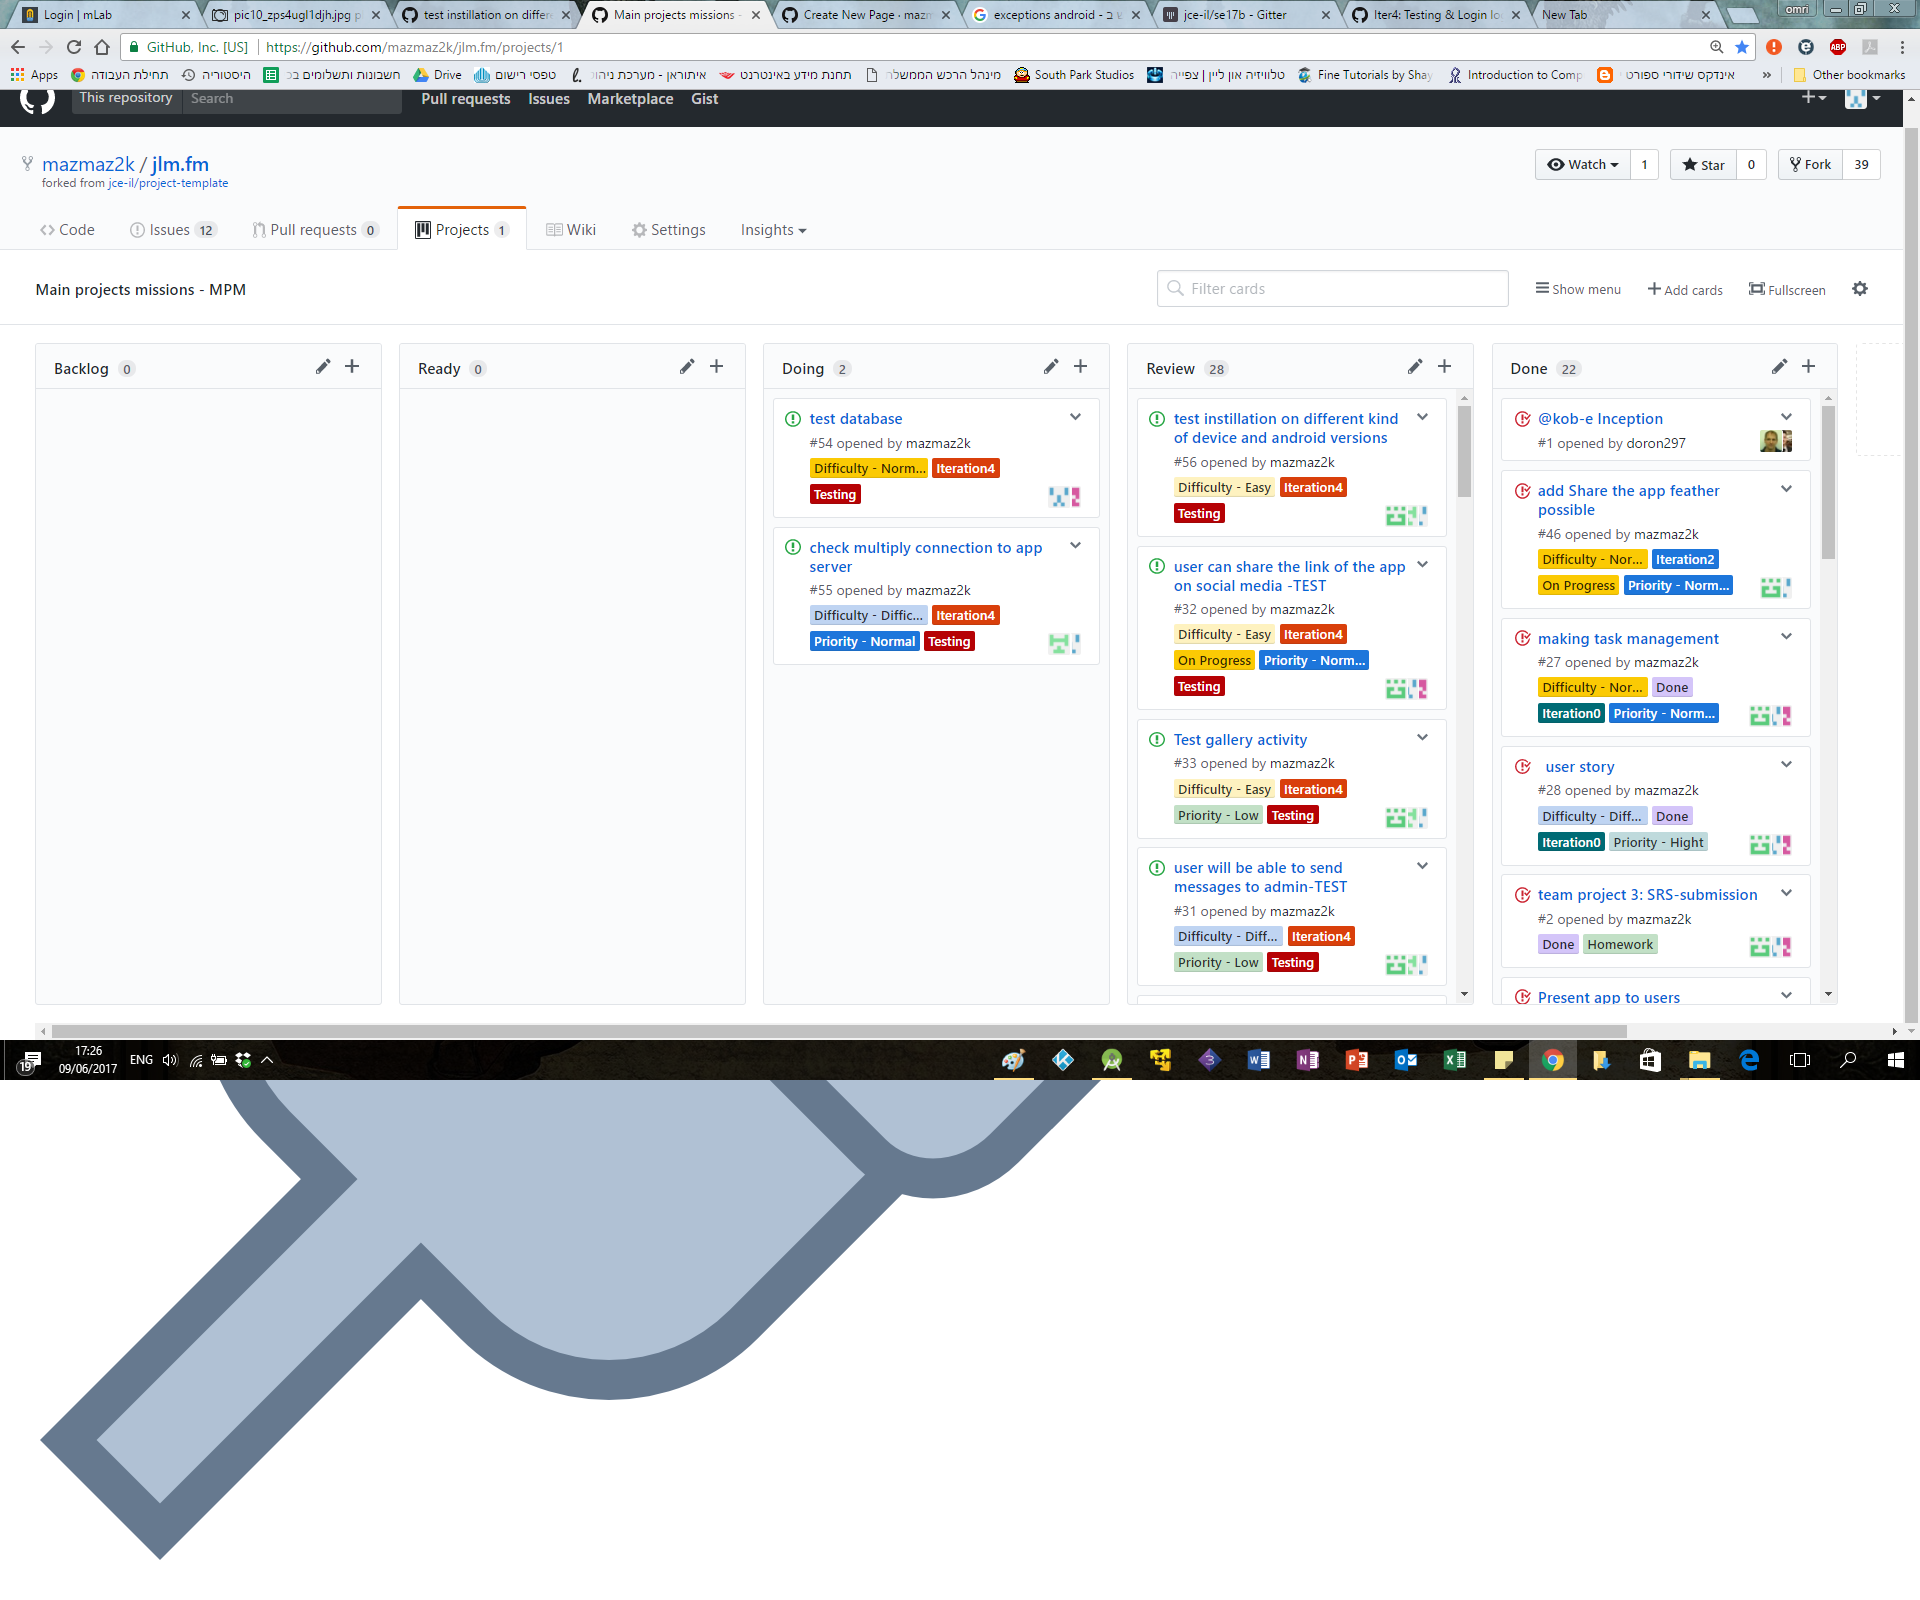 Login | mLab
pic10_zps4ugl1djh.jpg p
test instillation on differe
Main projects missions -
Create New Page · mazm
exceptions android - ש ב
jce-il/se17b - Gitter
Iter4: Testing & Login lo
New Tab
omri
GitHub, Inc. [US] https://github.com/mazmaz2k/jlm.fm/projects/1
Apps תחילת העבודה היסטוריה חשבונות ותשלומים בכ Drive טפסי רישום איתוראן - מערכת ניהול תחנת מידע באינטרנט מינהל הרכש הממשלת South Park Studios טלוויזיה און ליין | צפייה Fine Tutorials by Shay Introduction to Comp אינדקס שידורי ספורט » Other bookmarks
This repository Search Pull requests Issues Marketplace Gist
mazmaz2k / jlm.fm
forked from jce-il/project-template
Watch 1 Star 0 Fork 39
Code Issues 12 Pull requests 0 Projects 1 Wiki Settings Insights
Main projects missions - MPM
Filter cards
Show menu Add cards Fullscreen
Backlog 0
Ready 0
Doing 2
test database
#54 opened by mazmaz2k
Difficulty - Norm... Iteration4
Testing
check multiply connection to app
server
#55 opened by mazmaz2k
Difficulty - Diffic... Iteration4
Priority - Normal Testing
Review 28
test instillation on different kind
of device and android versions
#56 opened by mazmaz2k
Difficulty - Easy Iteration4
Testing
user can share the link of the app
on social media -TEST
#32 opened by mazmaz2k
Difficulty - Easy Iteration4
On Progress Priority - Norm...
Testing
Test gallery activity
#33 opened by mazmaz2k
Difficulty - Easy Iteration4
Priority - Low Testing
user will be able to send
messages to admin-TEST
#31 opened by mazmaz2k
Difficulty - Diff... Iteration4
Priority - Low Testing
Done 22
@kob-e Inception
#1 opened by doron297
add Share the app feather
possible
#46 opened by mazmaz2k
Difficulty - Nor... Iteration2
On Progress Priority - Norm...
making task management
#27 opened by mazmaz2k
Difficulty - Nor... Done
Iteration0 Priority - Norm...
user story
#28 opened by mazmaz2k
Difficulty - Diff... Done
Iteration0 Priority - Hight
team project 3: SRS-submission
#2 opened by mazmaz2k
Done Homework
Present app to users
19
17:26
09/06/2017
ENG